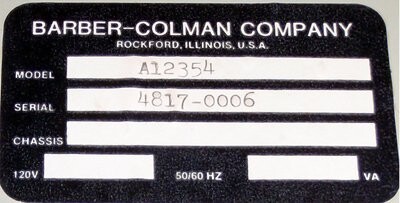 BARBER-COLMAN COMPANY
ROCKFORD, ILLINOIS, U.S.A.
MODEL A12354
SERIAL 4817-0006
CHASSIS
120V 50/60 HZ VA